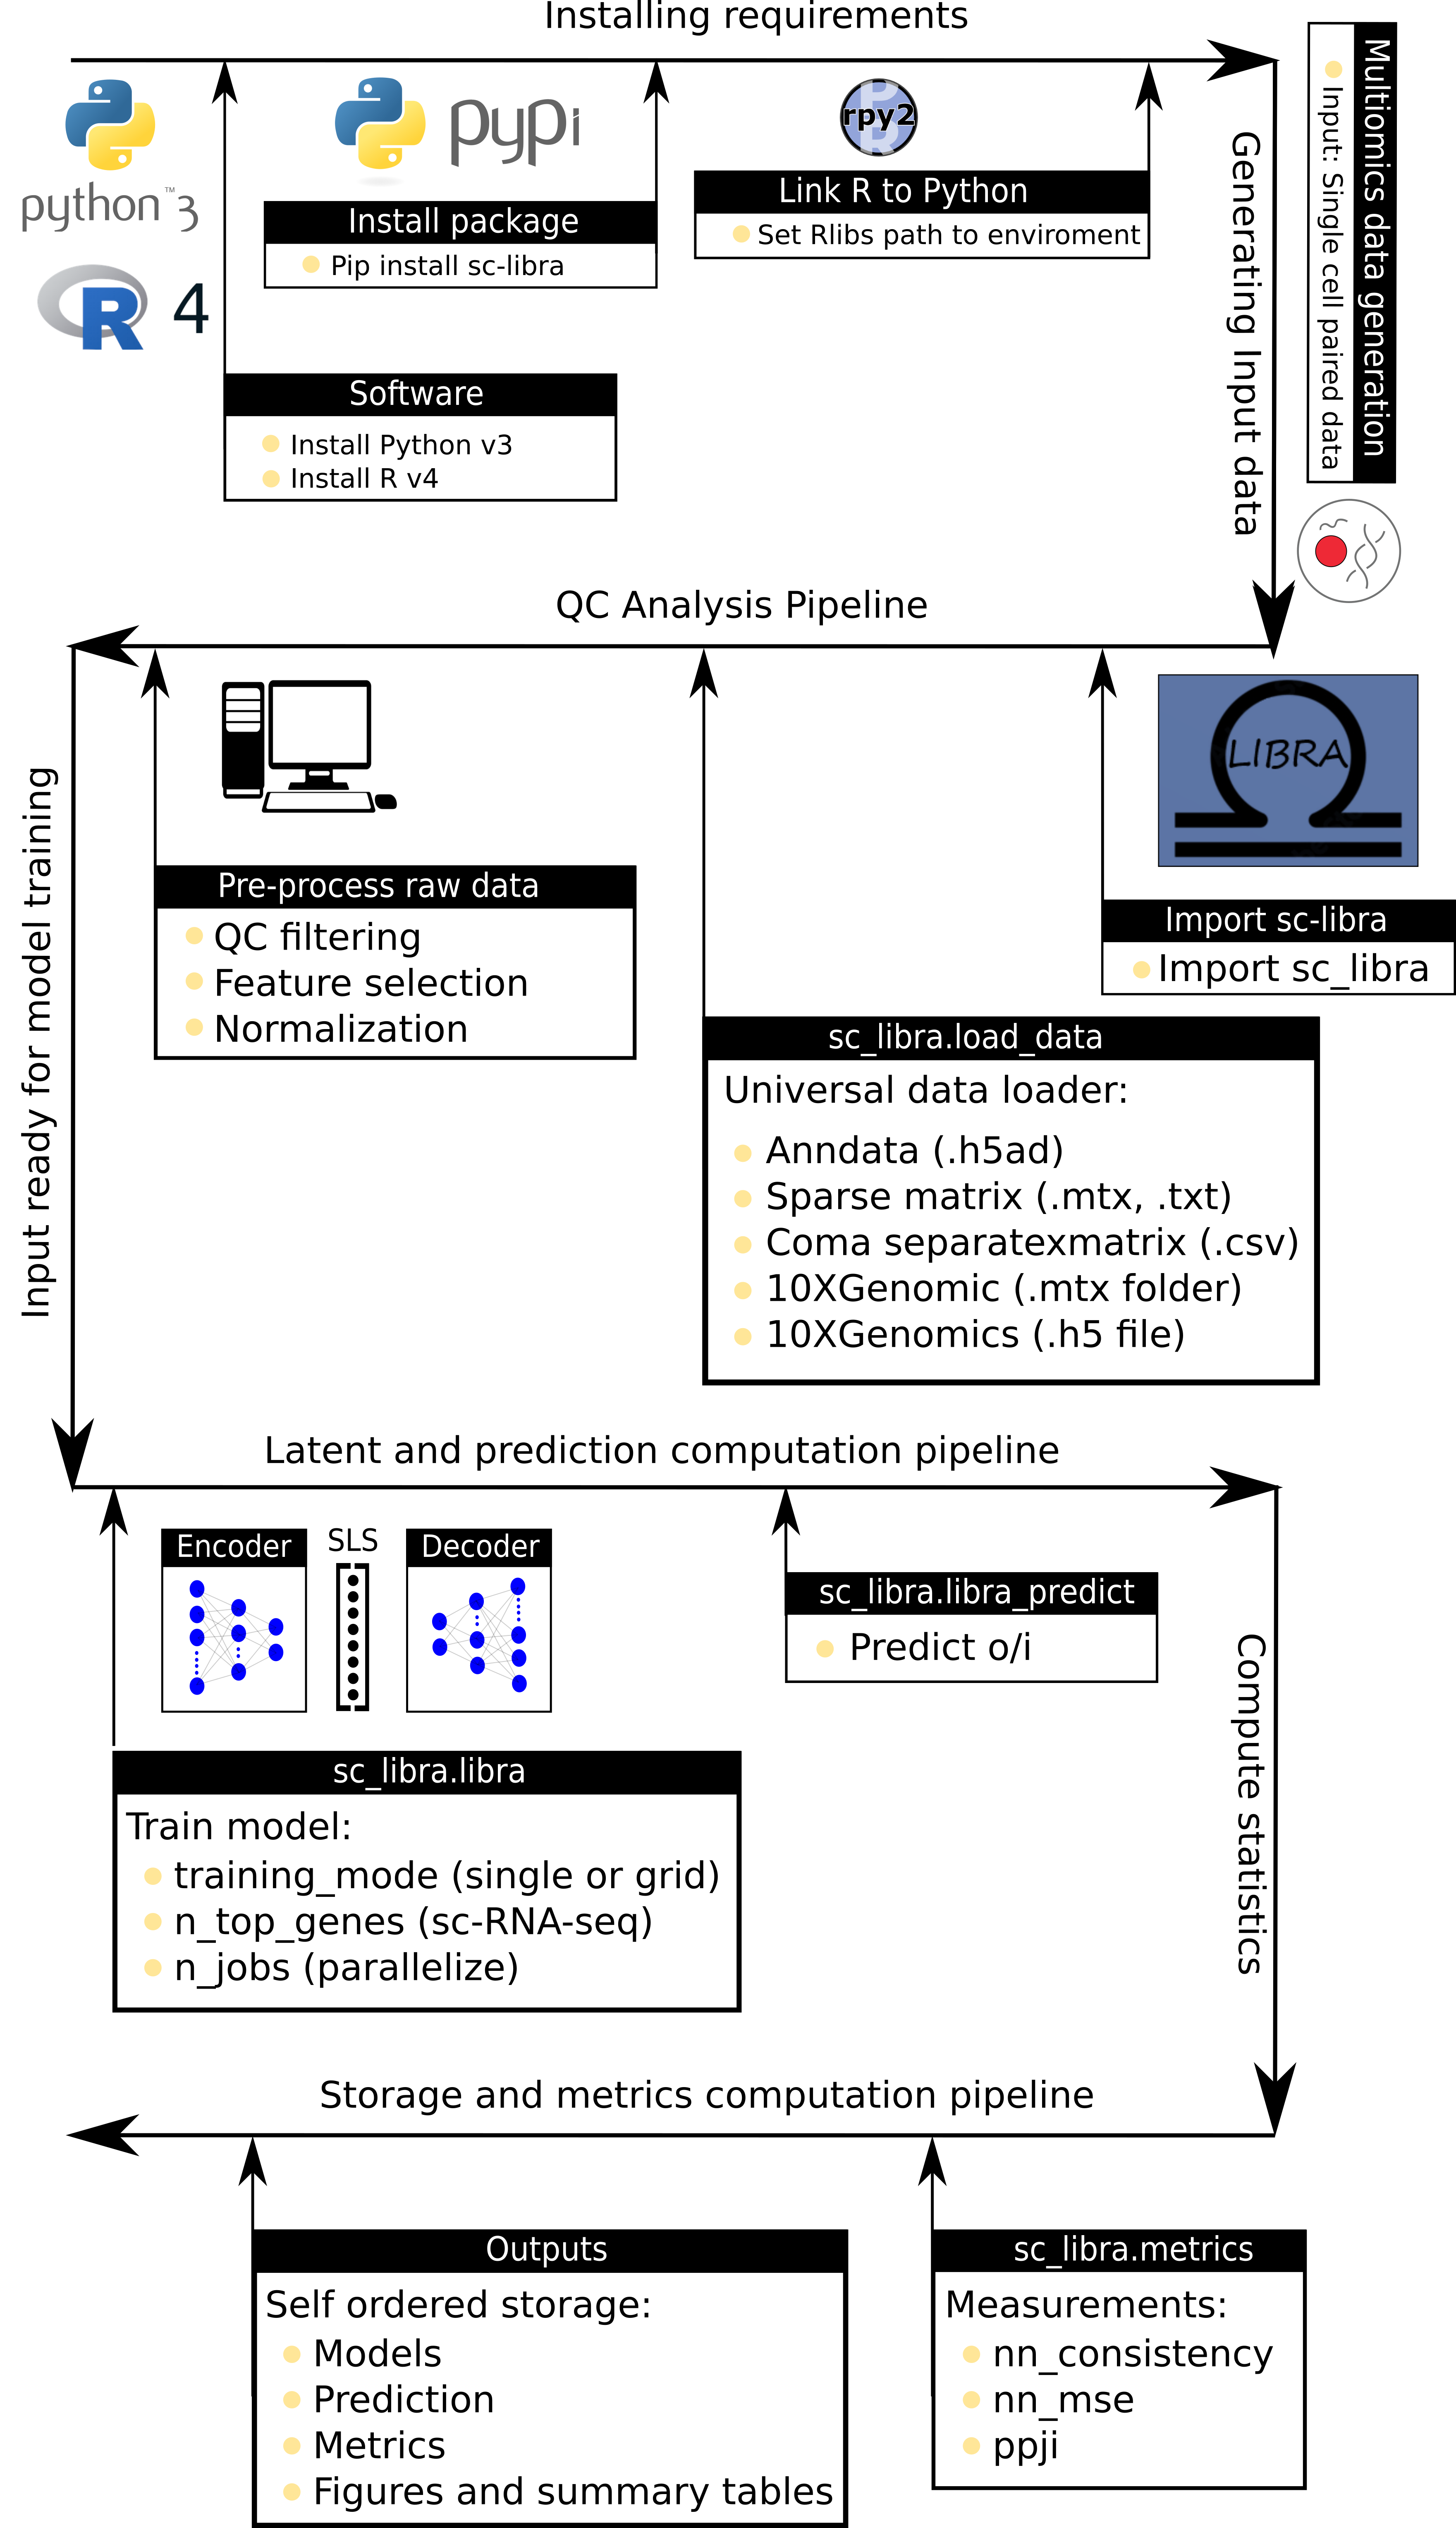 Installing requirements
python™ 3
R 4
pypi
Install package
Pip install sc-libra
rpy2
Link R to Python
Set Rlibs path to enviroment
Software
Install Python v3
Install R v4
Generating Input data
Multiomics data generation
Input: Single cell paired data
QC Analysis Pipeline
LIBRA
Import sc-libra
Import sc_libra
sc_libra.load_data
Universal data loader:
Anndata (.h5ad)
Sparse matrix (.mtx, .txt)
Coma separatexmatrix (.csv)
10XGenomic (.mtx folder)
10XGenomics (.h5 file)
Pre-process raw data
QC filtering
Feature selection
Normalization
Input ready for model training
Latent and prediction computation pipeline
Encoder
SLS
Decoder
sc_libra.libra
Train model:
training_mode (single or grid)
n_top_genes (sc-RNA-seq)
n_jobs (parallelize)
sc_libra.libra_predict
Predict o/i
Compute statistics
Storage and metrics computation pipeline
sc_libra.metrics
Measurements:
nn_consistency
nn_mse
ppji
Outputs
Self ordered storage:
Models
Prediction
Metrics
Figures and summary tables